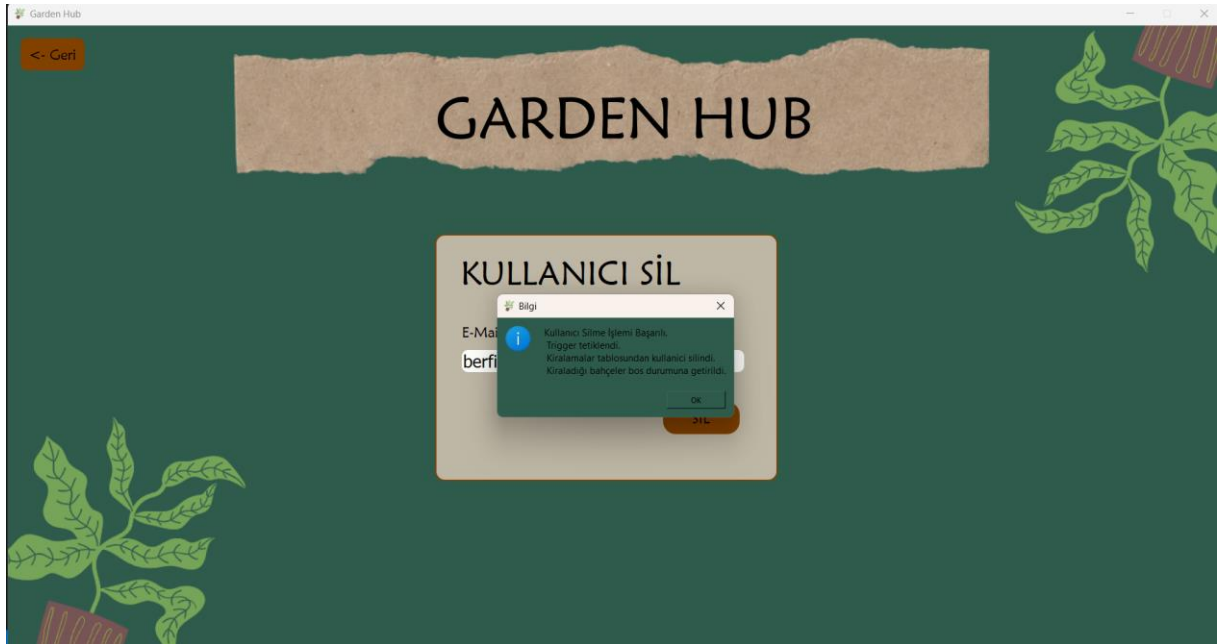 Garden Hub
<- Geri
GARDEN HUB
KULLANICI SİL
Bilgi
E-Mai
Kullanıcı Silme İşlemi Başarılı.
Trigger tetiklendi.
Kiralamalar tablosundan kullanici silindi.
Kiraladığı bahçeler bos durumuna getirildi.
berfi
OK
SİL